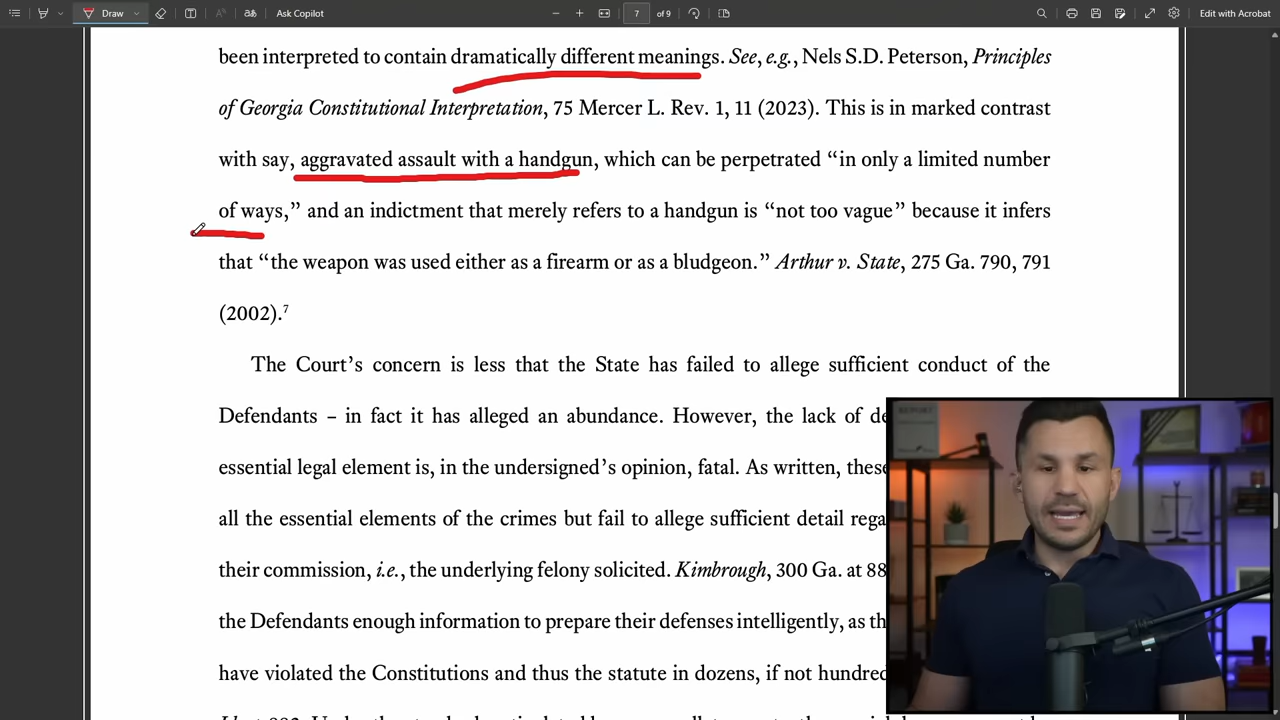 Draw
Ask Copilot
7 of 9
Edit with Acrobat
been interpreted to contain dramatically different meanings. See, e.g., Nels S.D. Peterson, Principles
of Georgia Constitutional Interpretation, 75 Mercer L. Rev. 1, 11 (2023). This is in marked contrast
with say, aggravated assault with a handgun, which can be perpetrated “in only a limited number
of ways,” and an indictment that merely refers to a handgun is “not too vague” because it infers
that “the weapon was used either as a firearm or as a bludgeon.” Arthur v. State, 275 Ga. 790, 791
(2002).7
The Court’s concern is less that the State has failed to allege sufficient conduct of the
Defendants – in fact it has alleged an abundance. However, the lack of de
essential legal element is, in the undersigned’s opinion, fatal. As written, these
all the essential elements of the crimes but fail to allege sufficient detail rega
their commission, i.e., the underlying felony solicited. Kimbrough, 300 Ga. at 88
the Defendants enough information to prepare their defenses intelligently, as th
have violated the Constitutions and thus the statute in dozens, if not hundred